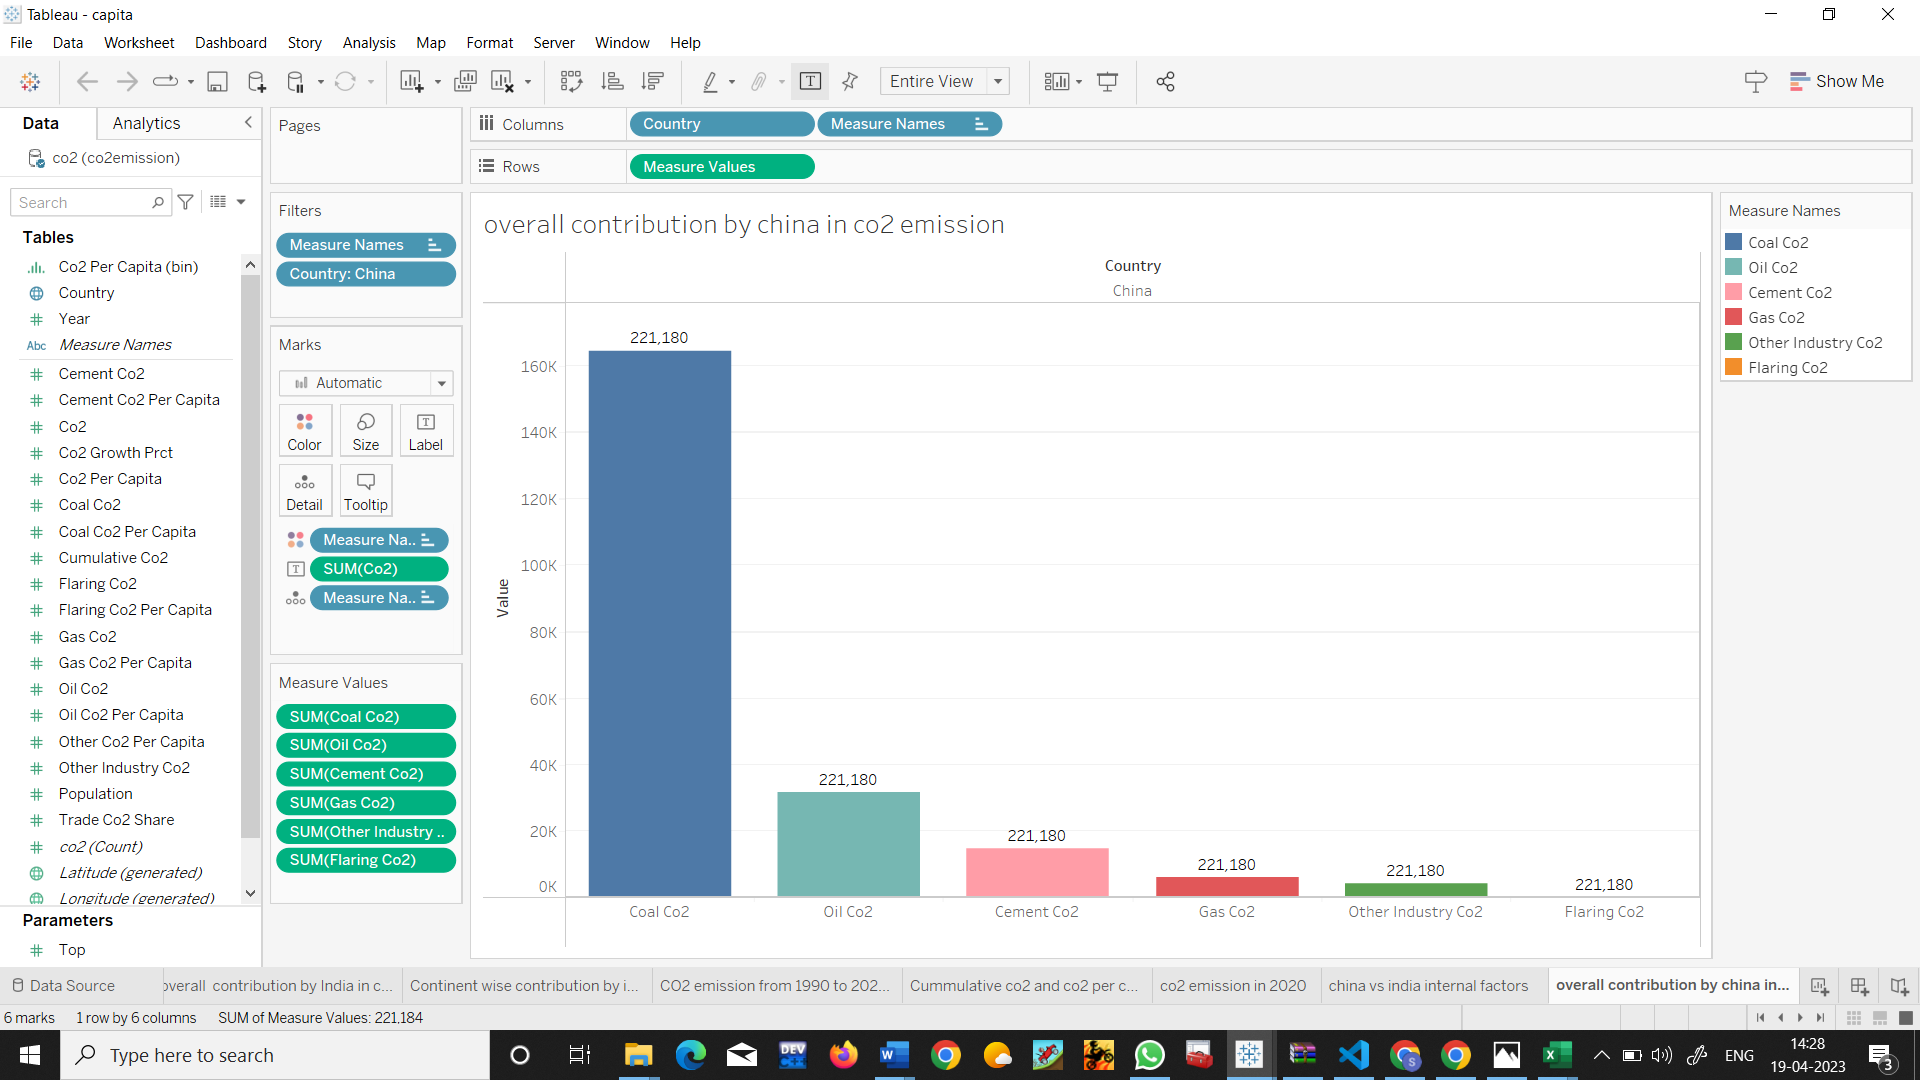 Tableau - capita
File Data Worksheet Dashboard Story Analysis Map Format Server Window Help
Entire View
Show Me
Data Analytics
co2 (co2emission)
Search
Tables
Co2 Per Capita (bin)
Country
Year
Abc Measure Names
Cement Co2
Cement Co2 Per Capita
Co2
Co2 Growth Prct
Co2 Per Capita
Coal Co2
Coal Co2 Per Capita
Cumulative Co2
Flaring Co2
Flaring Co2 Per Capita
Gas Co2
Gas Co2 Per Capita
Oil Co2
Oil Co2 Per Capita
Other Co2 Per Capita
Other Industry Co2
Population
Trade Co2 Share
co2 (Count)
Latitude (generated)
Longitude (generated)
Parameters
Top
Pages
Filters
Measure Names
Country: China
Marks
Automatic
Color Size Label
Detail Tooltip
Measure Na..
SUM(Co2)
Measure Na..
Measure Values
SUM(Coal Co2)
SUM(Oil Co2)
SUM(Cement Co2)
SUM(Gas Co2)
SUM(Other Industry ..
SUM(Flaring Co2)
Columns Country Measure Names
Rows Measure Values
overall contribution by china in co2 emission
Country
China
Value
160K
140K
120K
100K
80K
60K
40K
20K
0K
221,180
221,180
221,180
221,180
221,180
221,180
Coal Co2 Oil Co2 Cement Co2 Gas Co2 Other Industry Co2 Flaring Co2
Measure Names
Coal Co2
Oil Co2
Cement Co2
Gas Co2
Other Industry Co2
Flaring Co2
Data Source overall contribution by India in c... Continent wise contribution by i... CO2 emission from 1990 to 202... Cummulative co2 and co2 per c... co2 emission in 2020 china vs india internal factors overall contribution by china in...
6 marks 1 row by 6 columns SUM of Measure Values: 221,184
Type here to search
DEV
C++
ENG
14:28
19-04-2023
3